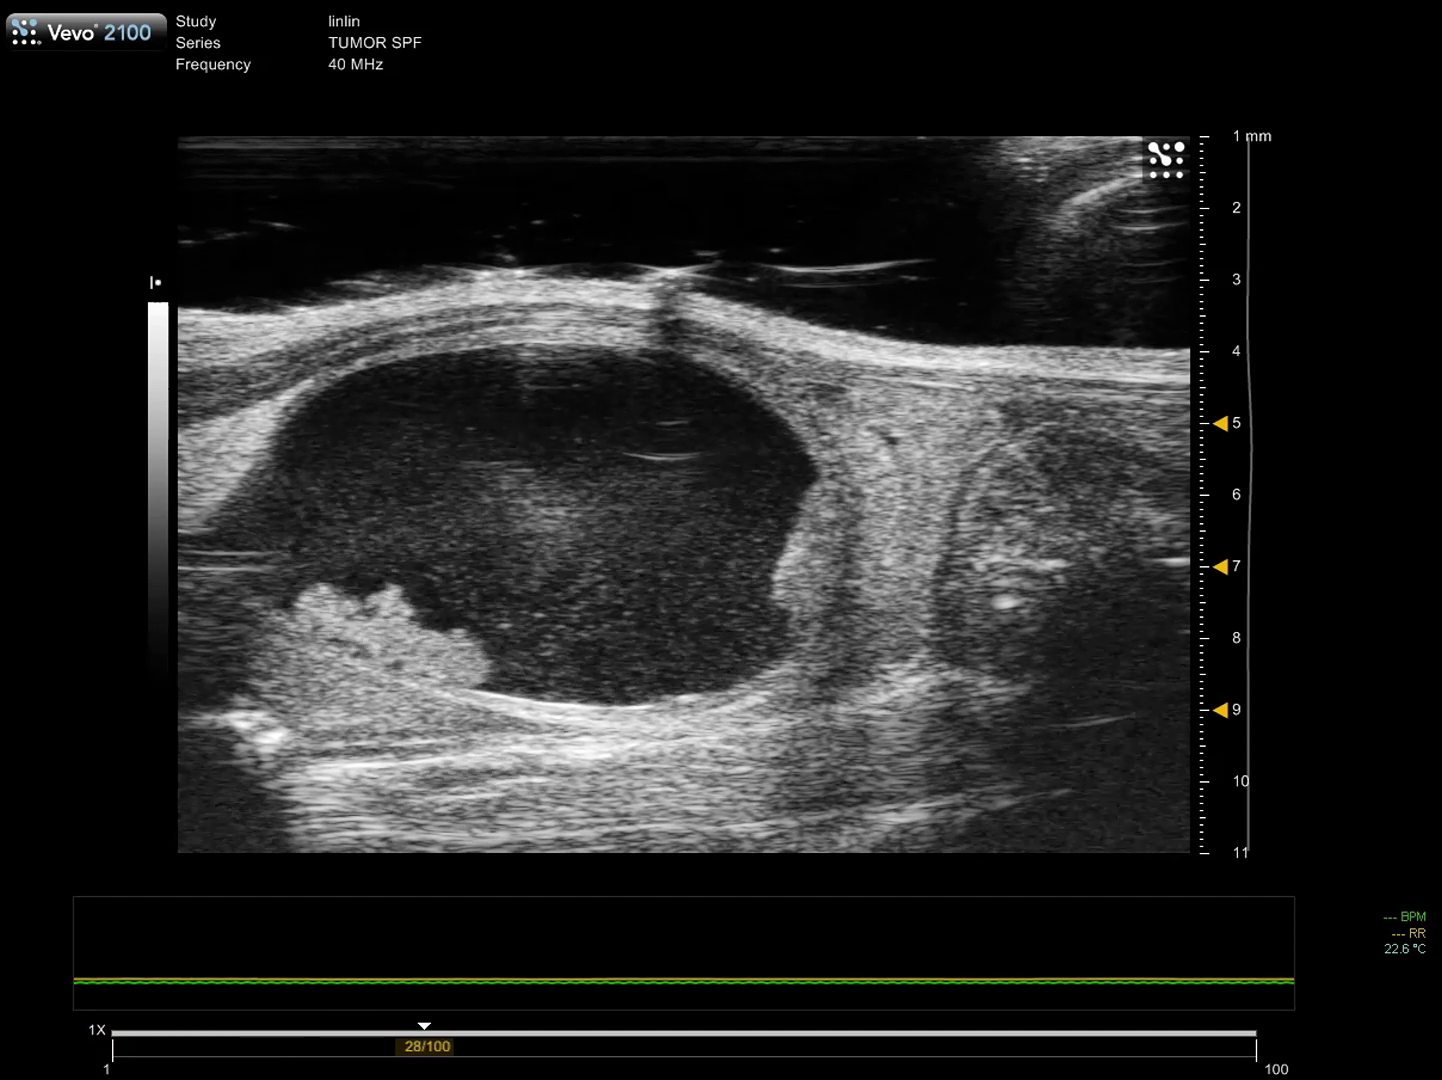 Vevo® 2100
Study linlin
Series TUMOR SPF
Frequency 40 MHz
1 mm
2
3
4
5
6
7
8
9
10
11
--- BPM
--- RR
22.6 °C
1X
28/100
1 100